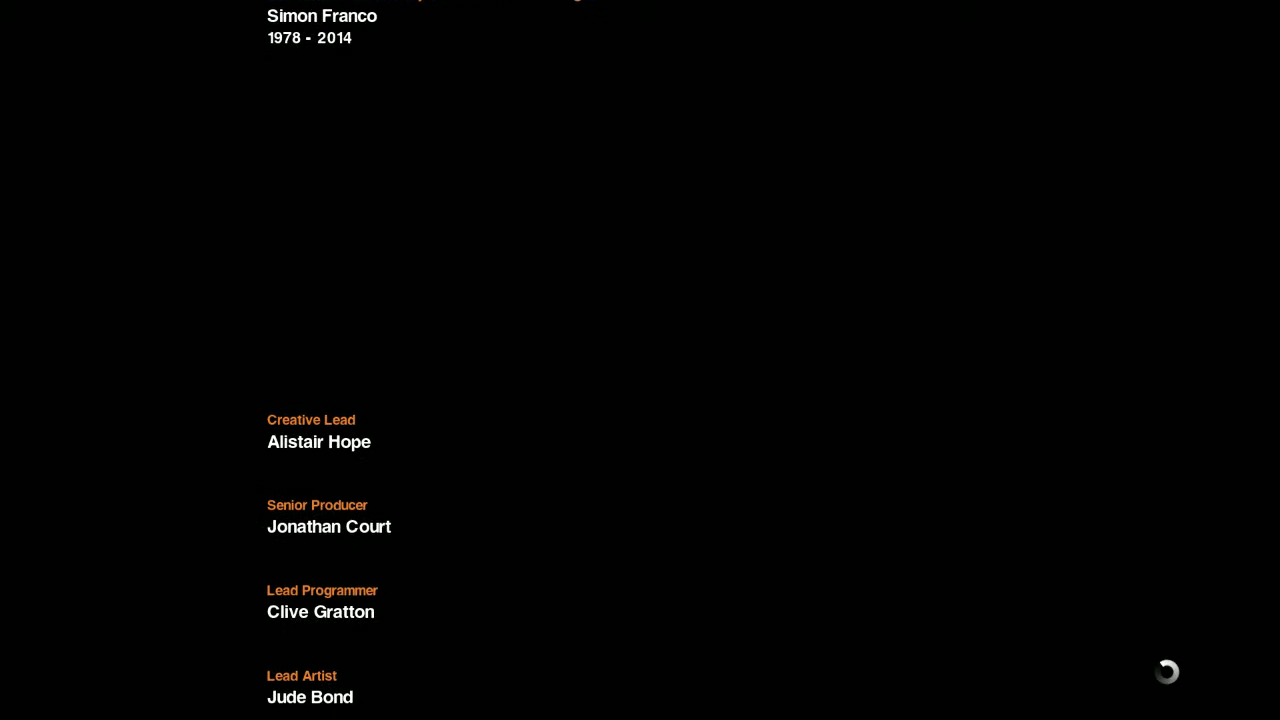 Simon Franco
1978 - 2014
Creative Lead
Alistair Hope
Senior Producer
Jonathan Court
Lead Programmer
Clive Gratton
Lead Artist
Jude Bond